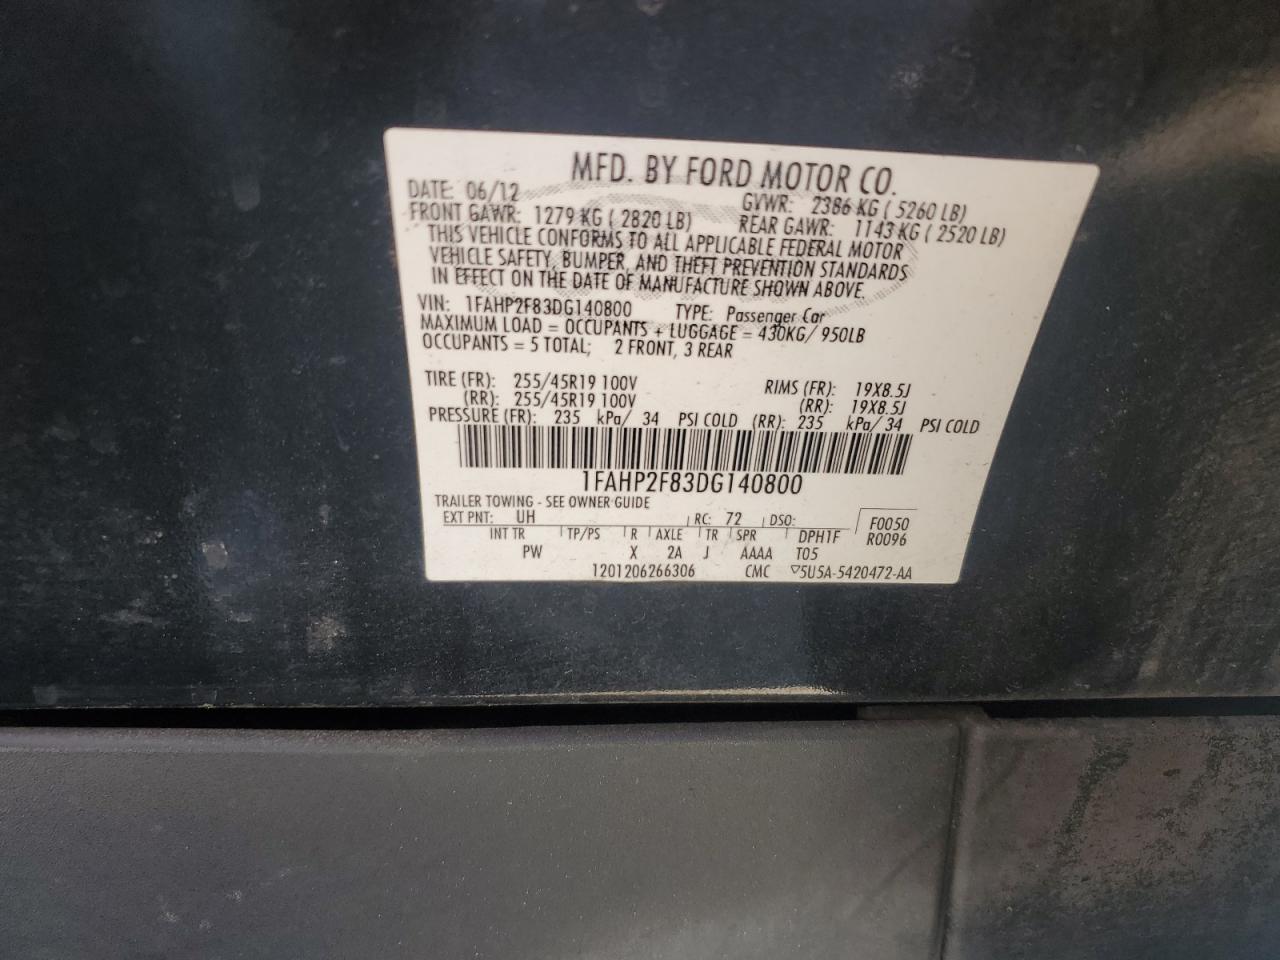 MFD. BY FORD MOTOR CO.
DATE: 06/12 GVWR: 2386 KG ( 5260 LB)
FRONT GAWR: 1279 KG ( 2820 LB) REAR GAWR: 1143 KG ( 2520 LB)
THIS VEHICLE CONFORMS TO ALL APPLICABLE FEDERAL MOTOR
VEHICLE SAFETY, BUMPER, AND THEFT PREVENTION STANDARDS
IN EFFECT ON THE DATE OF MANUFACTURE SHOWN ABOVE.
VIN: 1FAHP2F83DG140800 TYPE: Passenger Car
MAXIMUM LOAD = OCCUPANTS + LUGGAGE = 430KG/ 950LB
OCCUPANTS = 5 TOTAL; 2 FRONT, 3 REAR
TIRE (FR): 255/45R19 100V RIMS (FR): 19X8.5J
(RR): 255/45R19 100V (RR): 19X8.5J
PRESSURE (FR): 235 kPa/ 34 PSI COLD (RR): 235 kPa/ 34 PSI COLD
1FAHP2F83DG140800
TRAILER TOWING - SEE OWNER GUIDE
EXT PNT: UH RC: 72 DSO: F0050
INT TR TP/PS R AXLE TR SPR DPH1F R0096
PW X 2A J AAAA T05
1201206266306 CMC ▽5U5A-5420472-AA